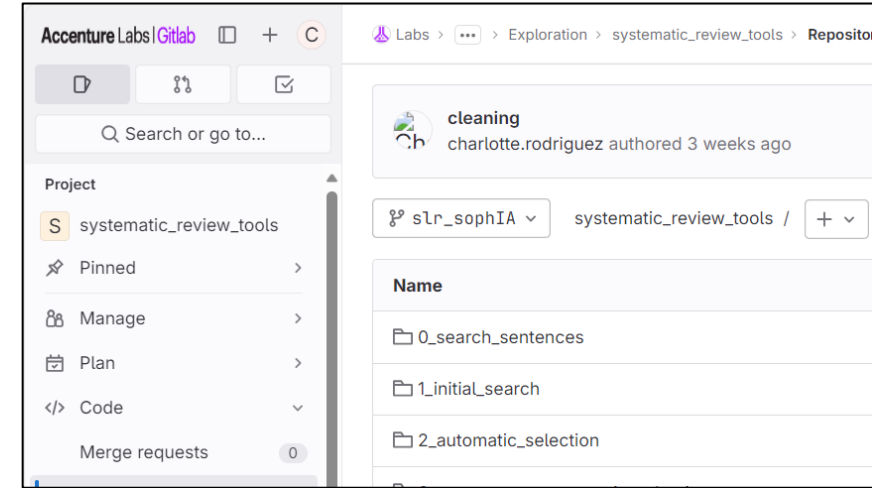 Accenture Labs | Gitlab
C
Search or go to...
Project
S systematic_review_tools
Pinned
Manage
Plan
Code
Merge requests 0
Labs > ... > Exploration > systematic_review_tools >
cleaning
Ch
charlotte.rodriguez authored 3 weeks ago
slr_sophIA
systematic_review_tools / +
Name
0_search_sentences
1_initial_search
2_automatic_selection